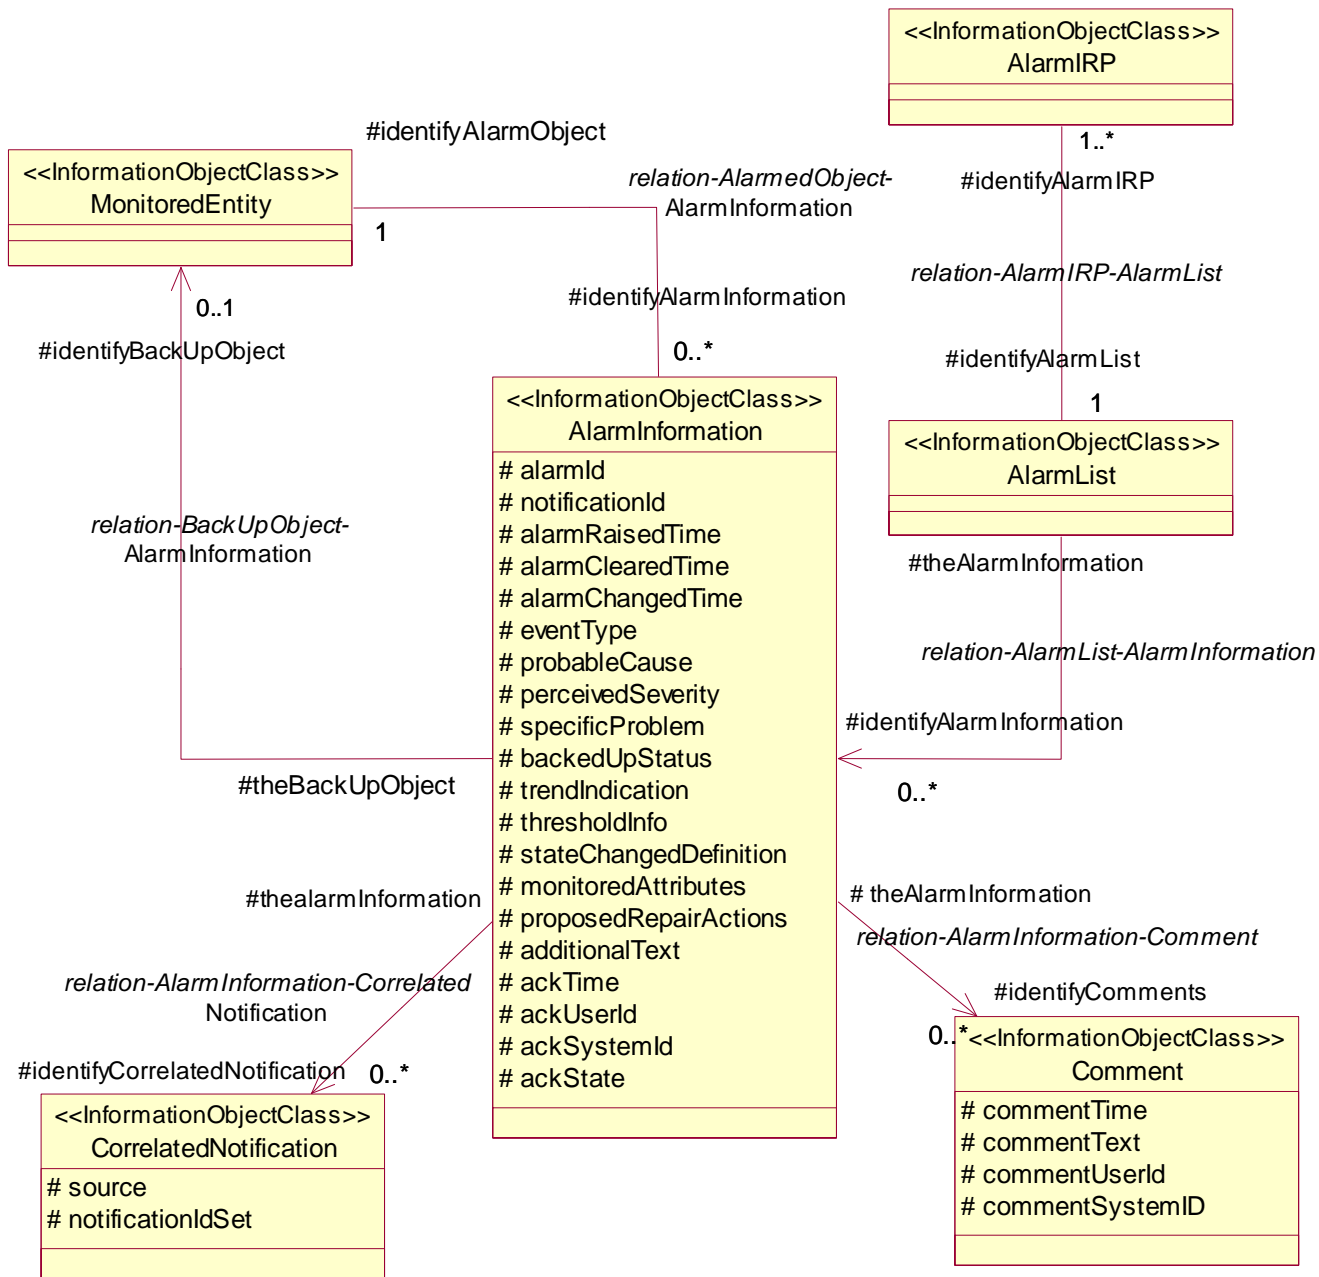 <<InformationObjectClass>>
AlarmIRP
1..*
#identifyAlarmIRP
relation-AlarmIRP-AlarmList
#identifyAlarmList
1
<<InformationObjectClass>>
AlarmList
#theAlarmInformation
relation-AlarmList-AlarmInformation
#identifyAlarmInformation
0..*
#identifyAlarmObject
<<InformationObjectClass>>
MonitoredEntity
1
relation-AlarmedObject-
AlarmInformation
#identifyAlarmInformation
0..*
0..1
#identifyBackUpObject
relation-BackUpObject-
AlarmInformation
#theBackUpObject
<<InformationObjectClass>>
AlarmInformation
# alarmId
# notificationId
# alarmRaisedTime
# alarmClearedTime
# alarmChangedTime
# eventType
# probableCause
# perceivedSeverity
# specificProblem
# backedUpStatus
# trendIndication
# thresholdInfo
# stateChangedDefinition
# monitoredAttributes
# proposedRepairActions
# additionalText
# ackTime
# ackUserId
# ackSystemId
# ackState
#thealarmInformation
relation-AlarmInformation-Correlated
Notification
#identifyCorrelatedNotification
0..*
<<InformationObjectClass>>
CorrelatedNotification
# source
# notificationIdSet
# theAlarmInformation
relation-AlarmInformation-Comment
#identifyComments
0..*
<<InformationObjectClass>>
Comment
# commentTime
# commentText
# commentUserId
# commentSystemID